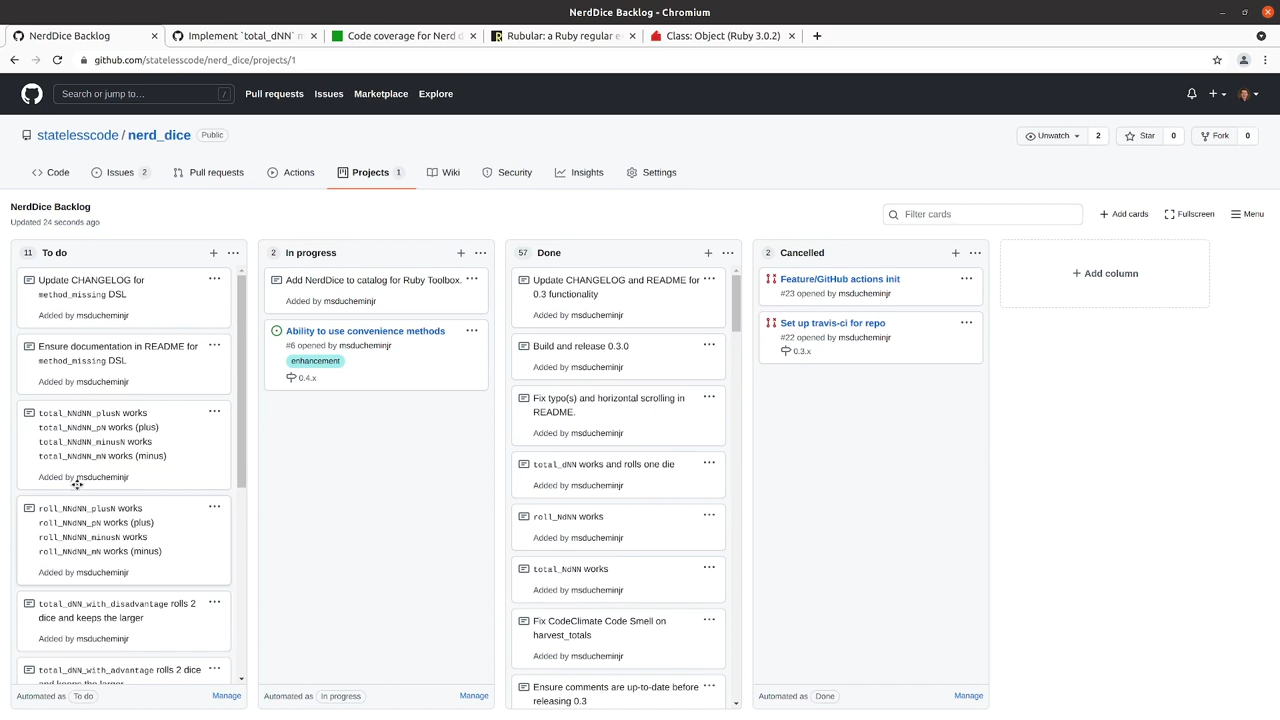 NerdDice Backlog - Chromium
NerdDice Backlog
Implement `total_dNN` m
Code coverage for Nerd d
Rubular: a Ruby regular e
Class: Object (Ruby 3.0.2)
github.com/statelesscode/nerd_dice/projects/1
Search or jump to… /
Pull requests
Issues
Marketplace
Explore
statelesscode / nerd_dice Public
Unwatch 2
Star 0
Fork 0
Code
Issues 2
Pull requests
Actions
Projects 1
Wiki
Security
Insights
Settings
NerdDice Backlog
Updated 24 seconds ago
Filter cards
Add cards
Fullscreen
Menu
11 To do
Update CHANGELOG for
method_missing DSL
Added by msducheminjr
Ensure documentation in README for
method_missing DSL
Added by msducheminjr
total_NNdNN_plusN works
total_NNdNN_pN works (plus)
total_NNdNN_minusN works
total_NNdNN_mN works (minus)
Added by msducheminjr
roll_NNdNN_plusN works
roll_NNdNN_pN works (plus)
roll_NNdNN_minusN works
roll_NNdNN_mN works (minus)
Added by msducheminjr
total_dNN_with_disadvantage rolls 2
dice and keeps the larger
Added by msducheminjr
total_dNN_with_advantage rolls 2 dice
and keeps the larger
Automated as To do
Manage
2 In progress
Add NerdDice to catalog for Ruby Toolbox.
Added by msducheminjr
Ability to use convenience methods
#6 opened by msducheminjr
enhancement
0.4.x
Automated as In progress
Manage
57 Done
Update CHANGELOG and README for
0.3 functionality
Added by msducheminjr
Build and release 0.3.0
Added by msducheminjr
Fix typo(s) and horizontal scrolling in
README.
Added by msducheminjr
total_dNN works and rolls one die
Added by msducheminjr
roll_NdNN works
Added by msducheminjr
total_NdNN works
Added by msducheminjr
Fix CodeClimate Code Smell on
harvest_totals
Added by msducheminjr
Ensure comments are up-to-date before
releasing 0.3
2 Cancelled
Feature/GitHub actions init
#23 opened by msducheminjr
Set up travis-ci for repo
#22 opened by msducheminjr
0.3.x
Automated as Done
Manage
Add column